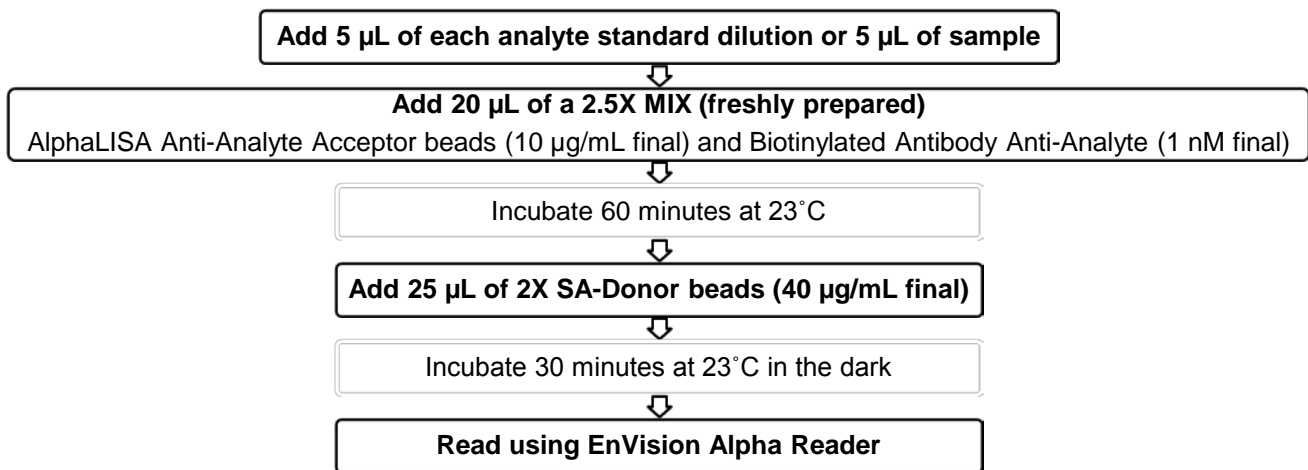 Add 5 µL of each analyte standard dilution or 5 µL of sample
Add 20 µL of a 2.5X MIX (freshly prepared)
AlphaLISA Anti-Analyte Acceptor beads (10 µg/mL final) and Biotinylated Antibody Anti-Analyte (1 nM final)
Incubate 60 minutes at 23˚C
Add 25 µL of 2X SA-Donor beads (40 µg/mL final)
Incubate 30 minutes at 23˚C in the dark
Read using EnVision Alpha Reader